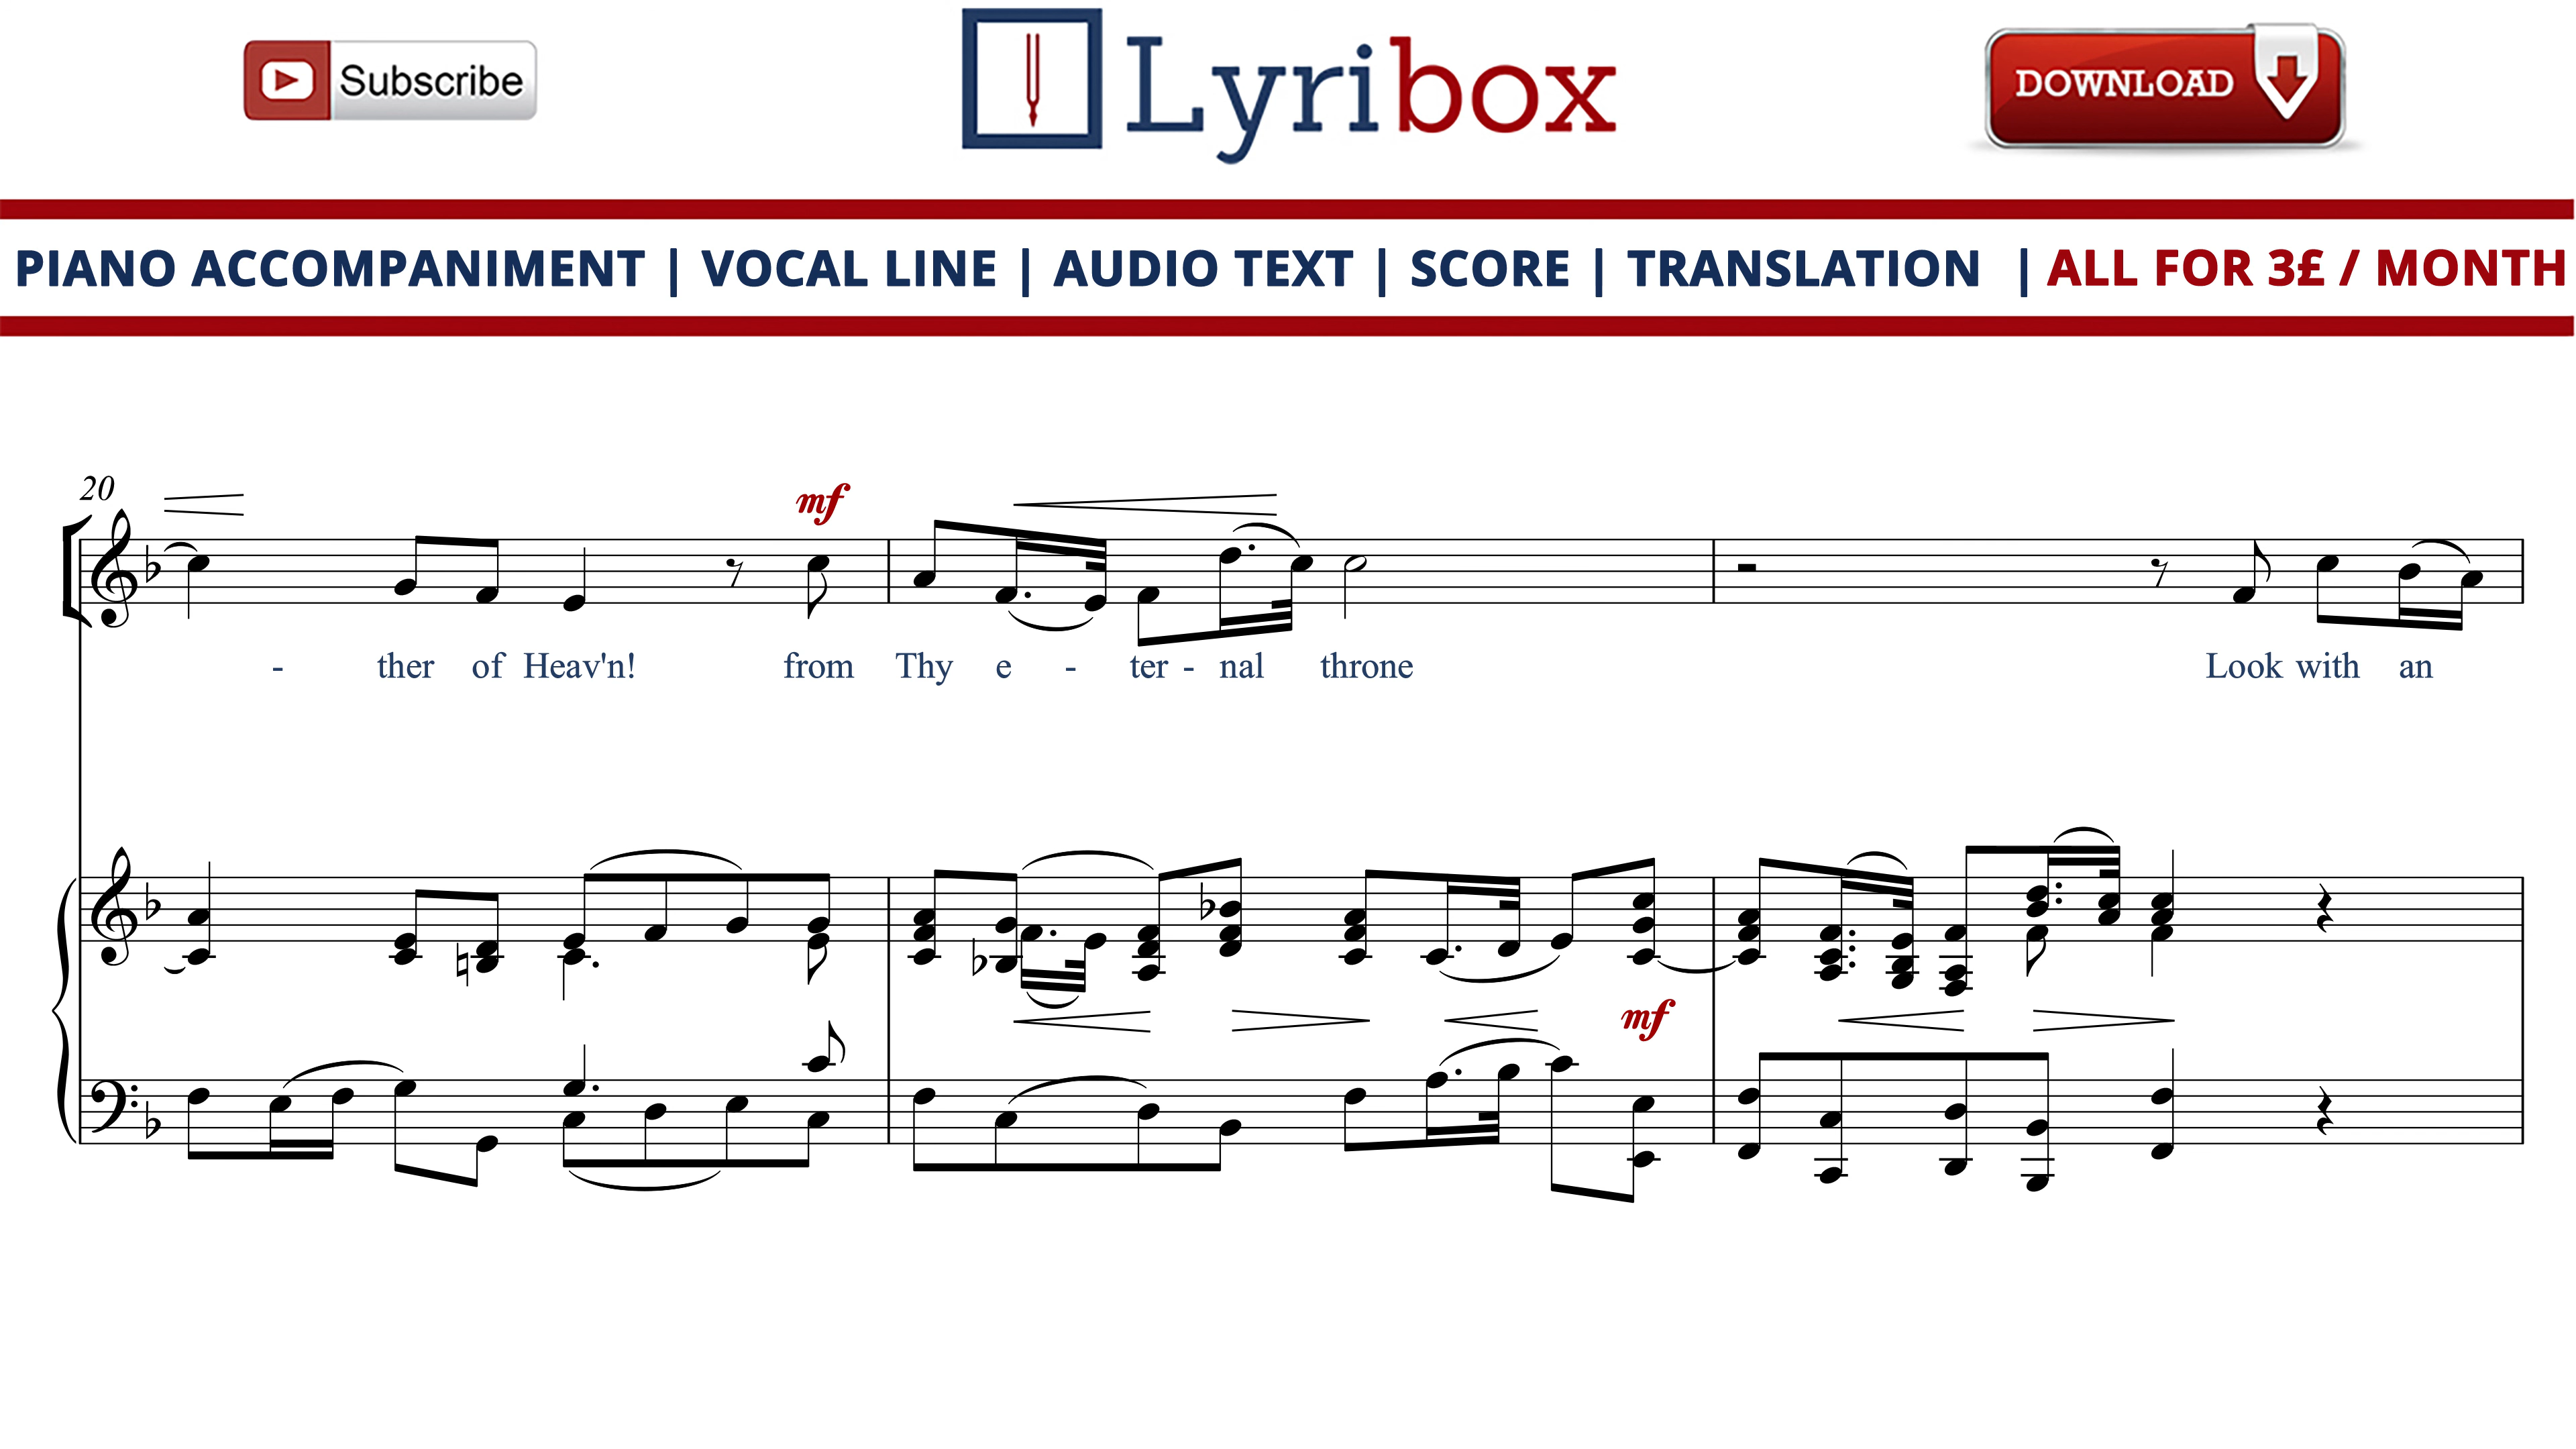 Subscribe
Lyribox
DOWNLOAD
PIANO ACCOMPANIMENT | VOCAL LINE | AUDIO TEXT | SCORE | TRANSLATION | ALL FOR 3£ / MONTH
20
mf
- ther of Heav'n! from Thy e - ter - nal throne Look with an
mf